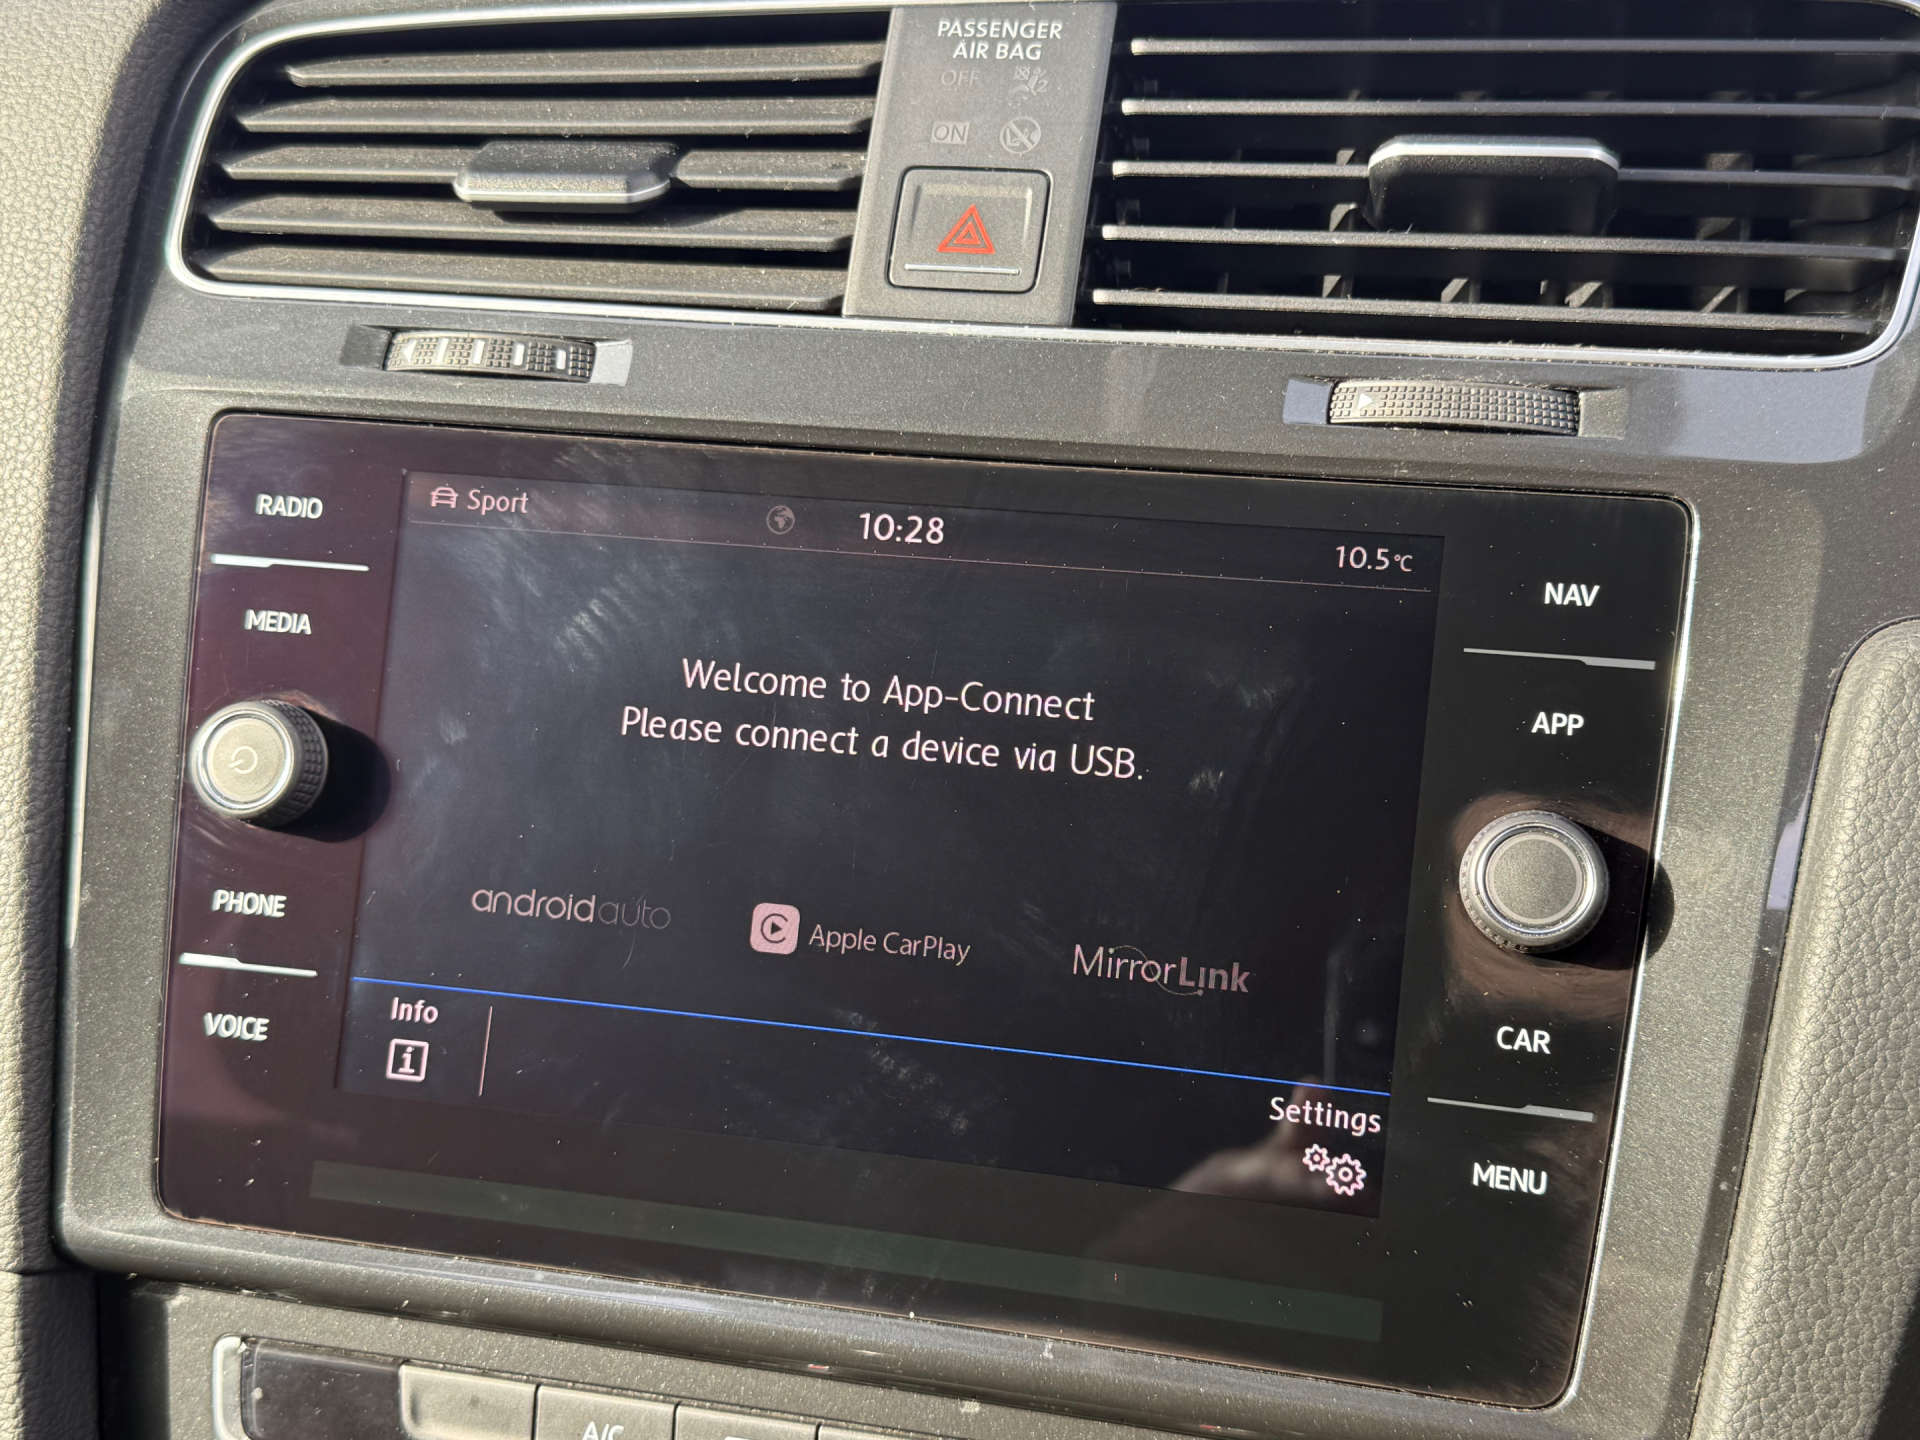 PASSENGER
AIR BAG
OFF
ON
RADIO
MEDIA
PHONE
VOICE
Sport
10:28
10.5°C
Welcome to App-Connect
Please connect a device via USB.
androidauto
Apple CarPlay
MirrorLink
Info
i
Settings
NAV
APP
CAR
MENU
A/C